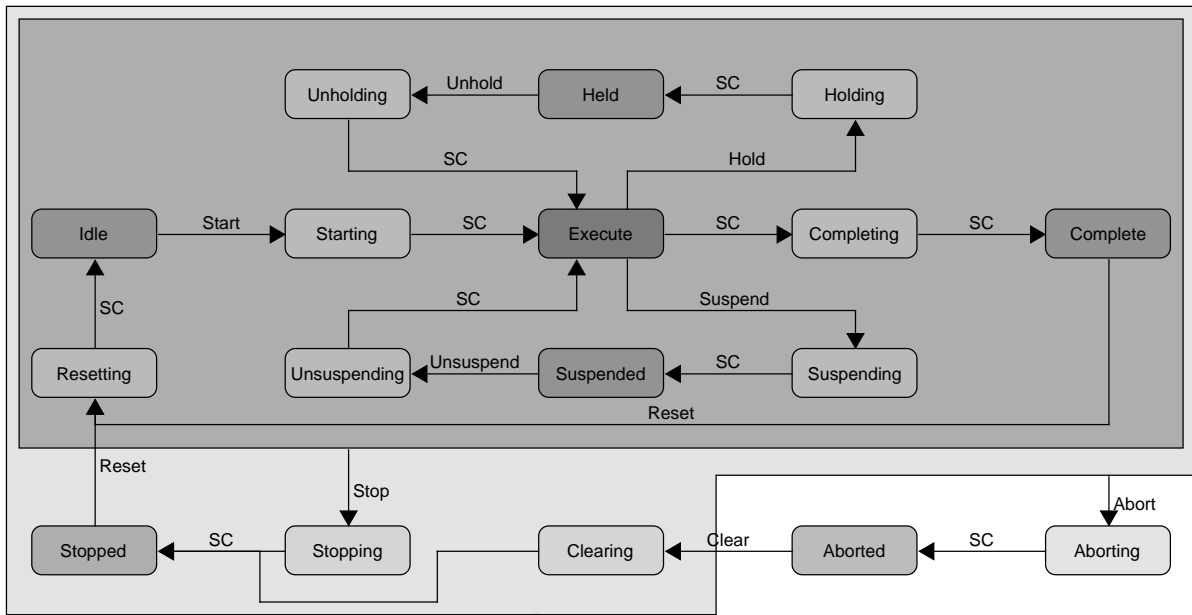 Unholding
Unhold
Held
SC
Holding
SC
Hold
Idle
Start
Starting
SC
Execute
SC
Completing
SC
Complete
SC
SC
Suspend
Resetting
Unsuspending
Unsuspend
Suspended
SC
Suspending
Reset
Reset
Stop
Abort
Stopped
SC
Stopping
Clearing
Clear
Aborted
SC
Aborting